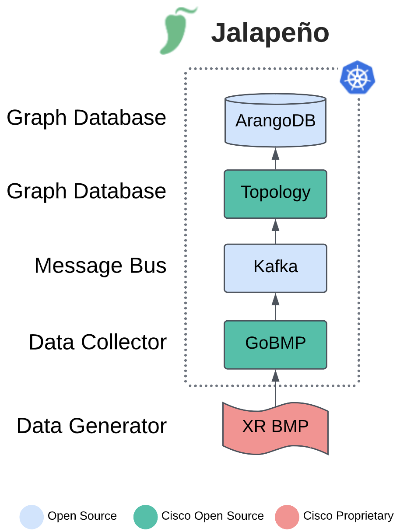 Jalapeño
Graph Database
ArangoDB
Graph Database
Topology
Message Bus
Kafka
Data Collector
GoBMP
Data Generator
XR BMP
Open Source
Cisco Open Source
Cisco Proprietary